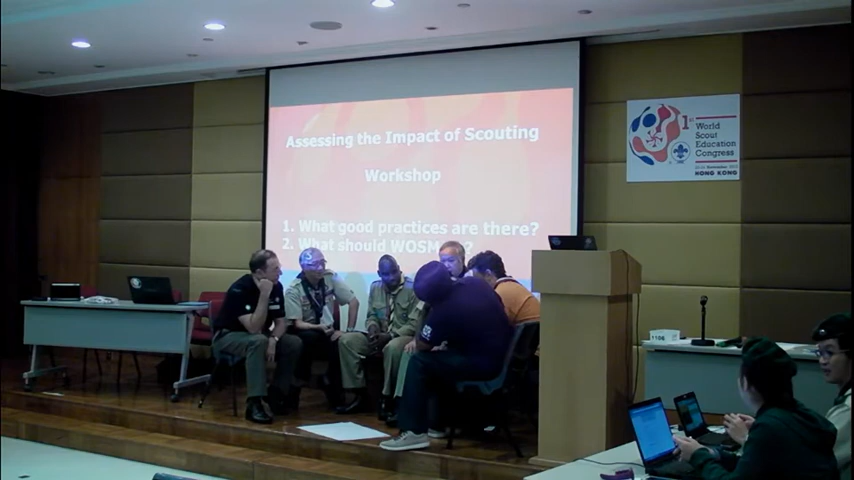 Assessing the Impact of Scouting
Workshop
1. What good practices are there?
2. What should WOSM
?
1st
World
Scout
Education
Congress
HONG KONG
1106